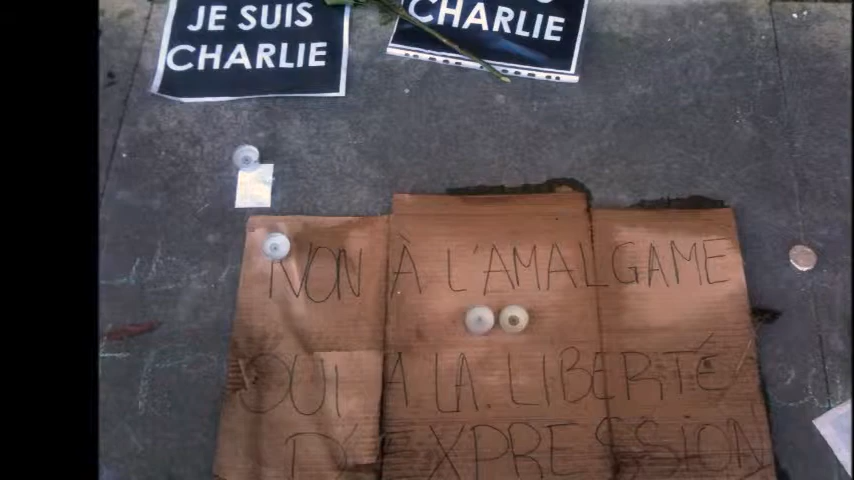 JE SUIS
CHARLIE
CHARLIE
NON À L'AMALGAME
OUI A LA LIBERTÉ
D'EXPRESSION